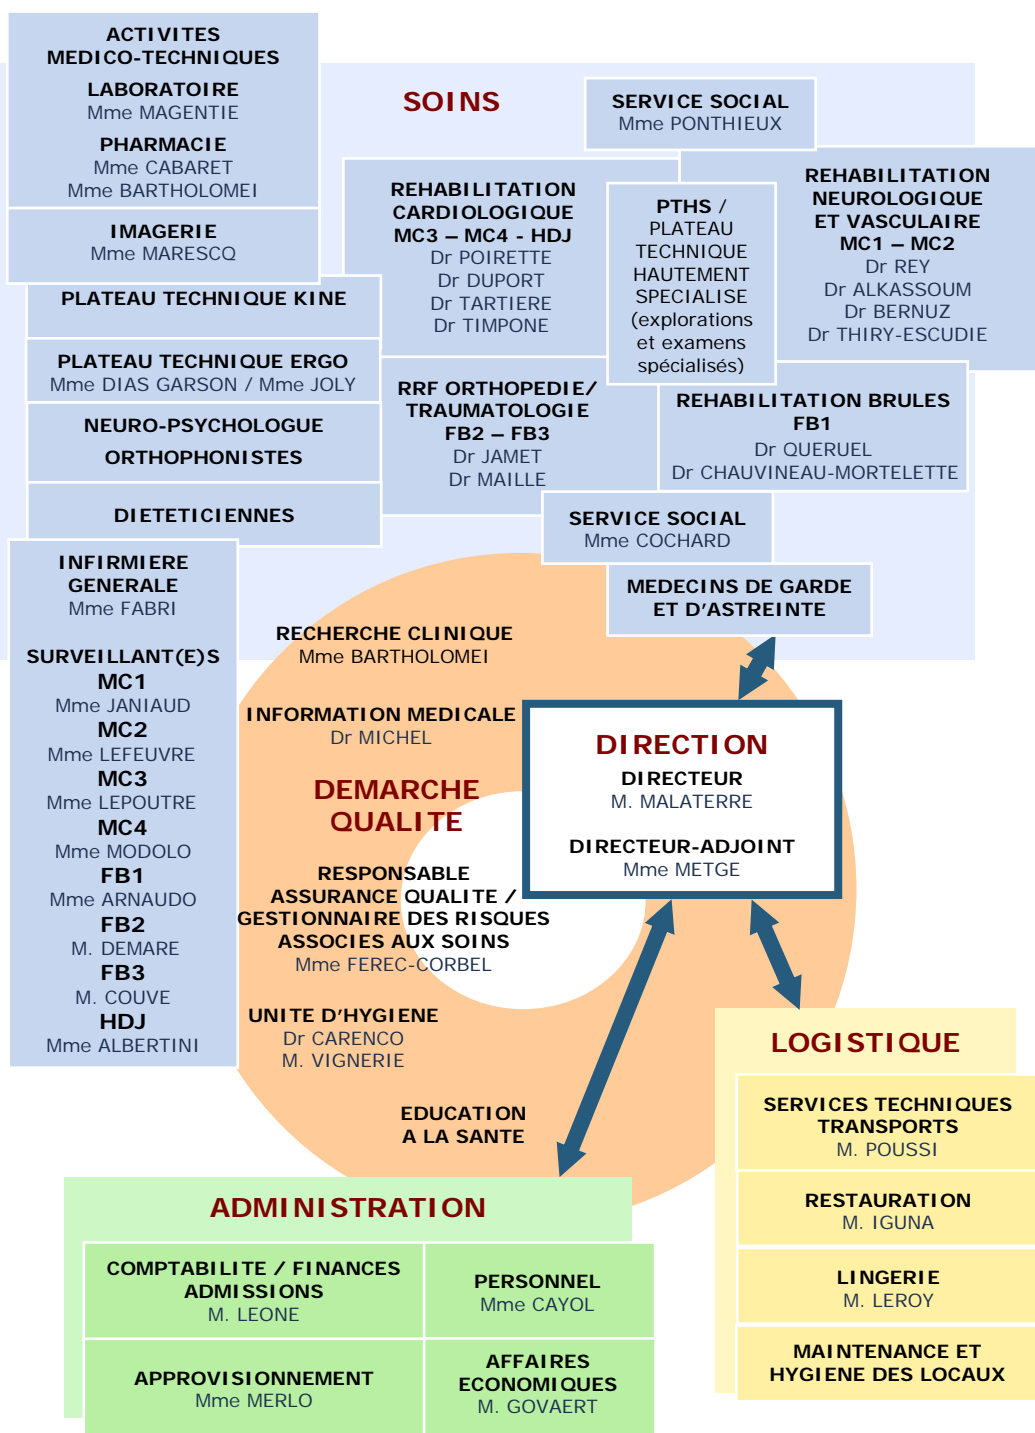 ACTIVITES
MEDICO-TECHNIQUES
LABORATOIRE
Mme MAGENTIE
PHARMACIE
Mme CABARET
Mme BARTHOLOMEI
IMAGERIE
Mme MARESCQ
PLATEAU TECHNIQUE KINE
PLATEAU TECHNIQUE ERGO
Mme DIAS GARSON / Mme JOLY
NEURO-PSYCHOLOGUE
ORTHOPHONISTES
DIETETICIENNES
SOINS
SERVICE SOCIAL
Mme PONTHIEUX
REHABILITATION
CARDIOLOGIQUE
MC3 – MC4 - HDJ
Dr POIRETTE
Dr DUPORT
Dr TARTIERE
Dr TIMPONE
PTHS /
PLATEAU
TECHNIQUE
HAUTEMENT
SPECIALISE
(explorations
et examens
spécialisés)
REHABILITATION
NEUROLOGIQUE
ET VASCULAIRE
MC1 – MC2
Dr REY
Dr ALKASSOUM
Dr BERNUZ
Dr THIRY-ESCUDIE
RRF ORTHOPEDIE/
TRAUMATOLOGIE
FB2 – FB3
Dr JAMET
Dr MAILLE
REHABILITATION BRULES
FB1
Dr QUERUEL
Dr CHAUVINEAU-MORTELETTE
SERVICE SOCIAL
Mme COCHARD
MEDECINS DE GARDE
ET D'ASTREINTE
INFIRMIERE
GENERALE
Mme FABRI
SURVEILLANT(E)S
MC1
Mme JANIAUD
MC2
Mme LEFEUVRE
MC3
Mme LEPOUTRE
MC4
Mme MODOLO
FB1
Mme ARNAUDO
FB2
M. DEMARE
FB3
M. COUVE
HDJ
Mme ALBERTINI
RECHERCHE CLINIQUE
Mme BARTHOLOMEI
INFORMATION MEDICALE
Dr MICHEL
DEMARCHE
QUALITE
RESPONSABLE
ASSURANCE QUALITE /
GESTIONNAIRE DES RISQUES
ASSOCIES AUX SOINS
Mme FEREC-CORBEL
UNITE D'HYGIENE
Dr CARENCO
M. VIGNERIE
EDUCATION
A LA SANTE
DIRECTION
DIRECTEUR
M. MALATERRE
DIRECTEUR-ADJOINT
Mme METGE
LOGISTIQUE
SERVICES TECHNIQUES
TRANSPORTS
M. POUSSI
RESTAURATION
M. IGUNA
LINGERIE
M. LEROY
MAINTENANCE ET
HYGIENE DES LOCAUX
ADMINISTRATION
COMPTABILITE / FINANCES
ADMISSIONS
M. LEONE
PERSONNEL
Mme CAYOL
APPROVISIONNEMENT
Mme MERLO
AFFAIRES
ECONOMIQUES
M. GOVAERT